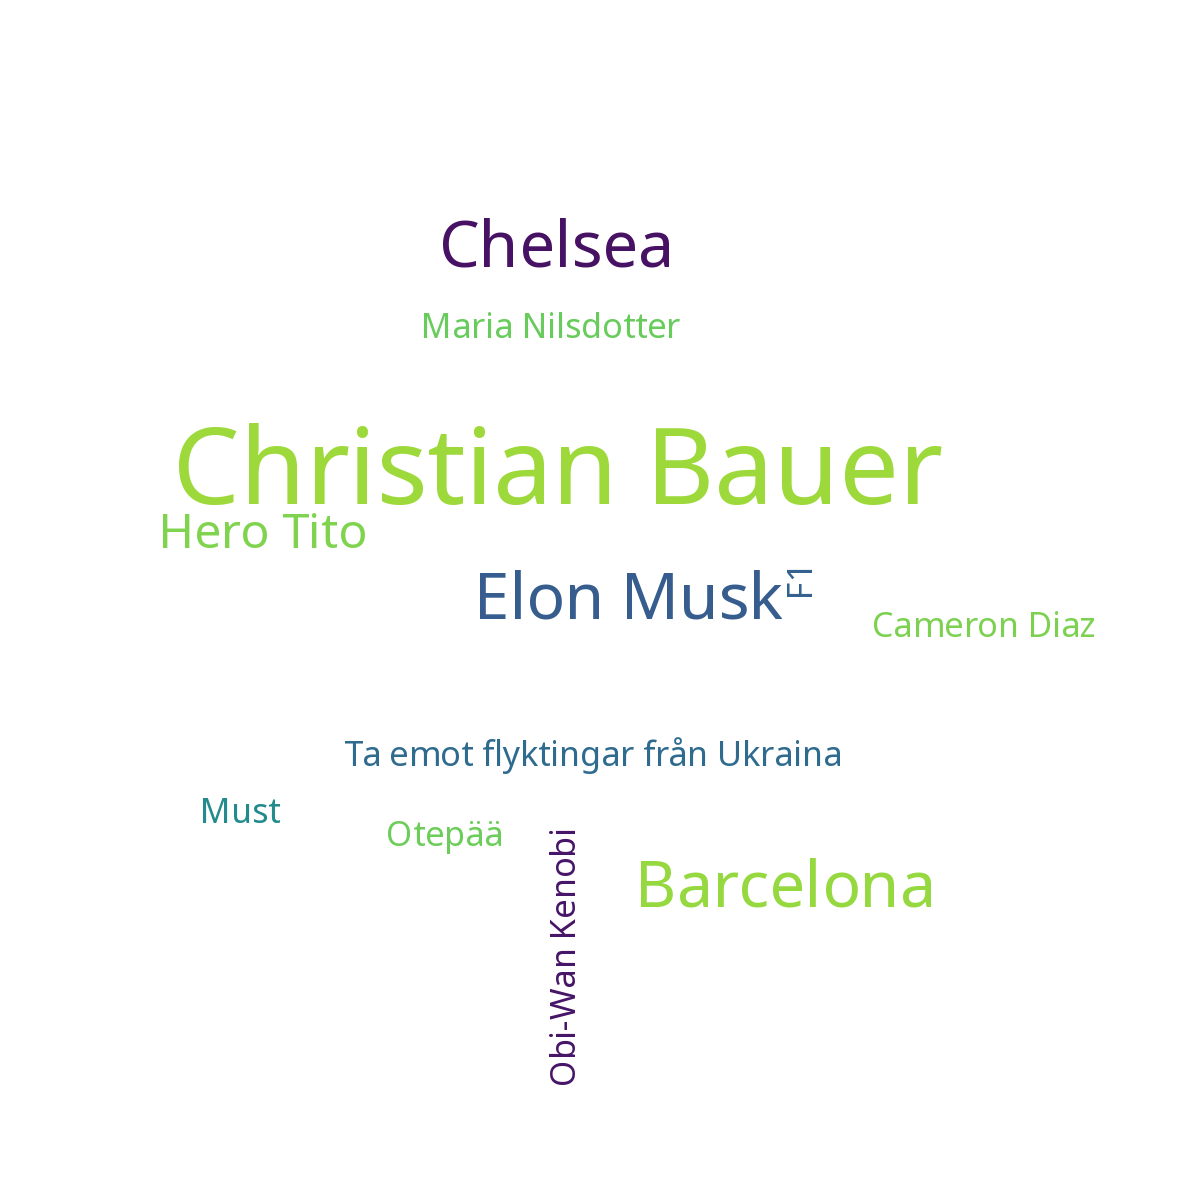 Chelsea
Maria Nilsdotter
Christian Bauer
Hero Tito
Elon Musk
F1
Cameron Diaz
Ta emot flyktingar från Ukraina
Must
Otepää
Obi-Wan Kenobi
Barcelona